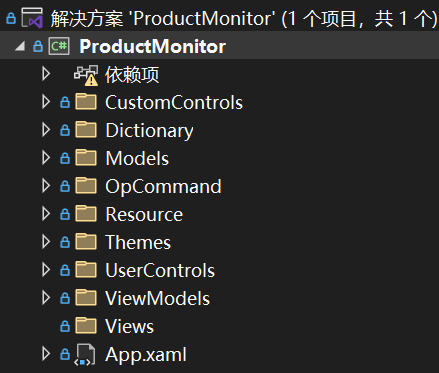 解决方案 'ProductMonitor' (1 个项目，共 1 个)
C# ProductMonitor
依赖项
CustomControls
Dictionary
Models
OpCommand
Resource
Themes
UserControls
ViewModels
Views
App.xaml